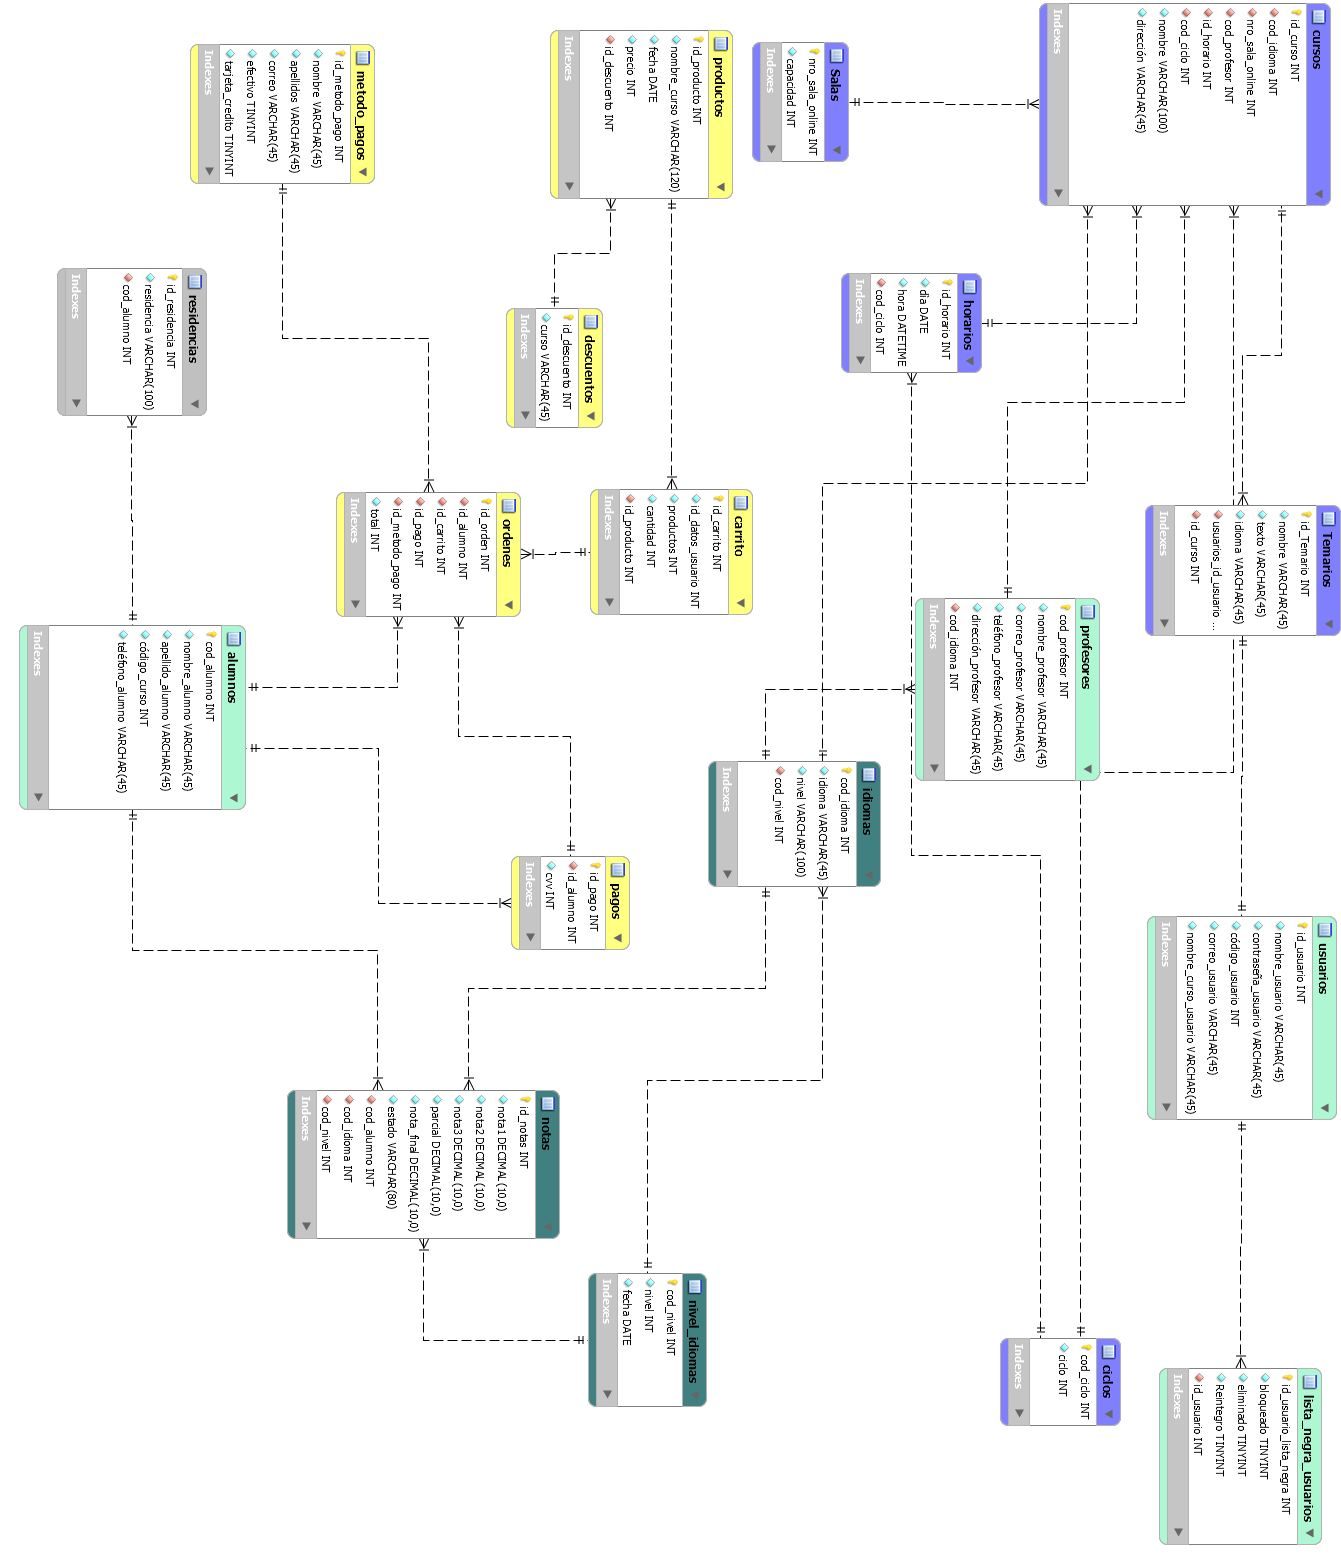 cursos
id_curso INT
cod_idioma INT
nro_sala_online INT
cod_profesor INT
id_horario INT
cod_ciclo INT
nombre VARCHAR(100)
dirección VARCHAR(45)
Indexes
Salas
nro_sala_online INT
capacidad INT
Indexes
productos
id_producto INT
nombre_curso VARCHAR(120)
fecha DATE
precio INT
id_descuento INT
Indexes
metodo_pagos
id_metodo_pago INT
nombre VARCHAR(45)
apellidos VARCHAR(45)
correo VARCHAR(45)
efectivo TINYINT
tarjeta_credito TINYINT
Indexes
horarios
id_horario INT
dia DATE
hora DATETIME
cod_ciclo INT
Indexes
descuentos
id_descuento INT
curso VARCHAR(45)
Indexes
residencias
id_residencia INT
residencia VARCHAR(100)
cod_alumno INT
Indexes
Temarios
id_Temario INT
nombre VARCHAR(45)
texto VARCHAR(45)
idioma VARCHAR(45)
usuarios_id_usuario ...
id_curso INT
Indexes
profesores
cod_profesor INT
nombre_profesor VARCHAR(45)
correo_profesor VARCHAR(45)
teléfono_profesor VARCHAR(45)
dirección_profesor VARCHAR(45)
cod_idioma INT
Indexes
carrito
id_carrito INT
id_datos_usuario INT
productos INT
cantidad INT
id_producto INT
Indexes
ordenes
id_orden INT
id_alumno INT
id_carrito INT
id_pago INT
id_metodo_pago INT
total INT
Indexes
alumnos
cod_alumno INT
nombre_alumno VARCHAR(45)
apellido_alumno VARCHAR(45)
código_curso INT
teléfono_alumno VARCHAR(45)
Indexes
idiomas
cod_idioma INT
idioma VARCHAR(45)
nivel VARCHAR(100)
cod_nivel INT
Indexes
pagos
id_pago INT
id_alumno INT
cvv INT
Indexes
usuarios
id_usuario INT
nombre_usuario VARCHAR(45)
contraseña_usuario VARCHAR(45)
código_usuario INT
correo_usuario VARCHAR(45)
nombre_curso_usuario VARCHAR(45)
Indexes
notas
id_notas INT
nota1 DECIMAL(10,0)
nota2 DECIMAL(10,0)
nota3 DECIMAL(10,0)
parcial DECIMAL(10,0)
nota_final DECIMAL(10,0)
estado VARCHAR(80)
cod_alumno INT
cod_idioma INT
cod_nivel INT
Indexes
nivel_idiomas
cod_nivel INT
nivel INT
fecha DATE
Indexes
ciclos
cod_ciclo INT
ciclo INT
Indexes
lista_negra_usuarios
id_usuario_lista_negra INT
bloqueado TINYINT
eliminado TINYINT
Reintegro TINYINT
id_usuario INT
Indexes